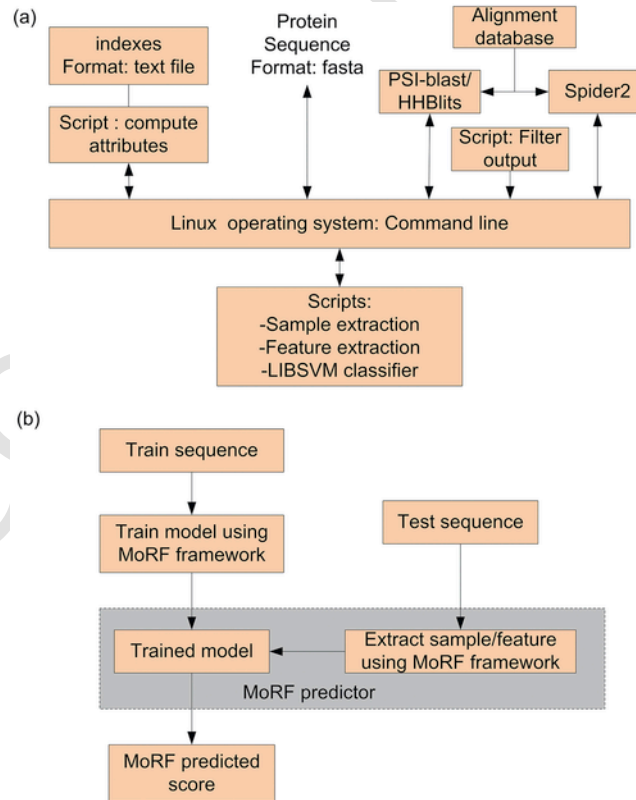 (a)
indexes
Format: text file
Script : compute
attributes
Protein
Sequence
Format: fasta
Alignment
database
PSI-blast/
HHBlits
Spider2
Script: Filter
output
Linux operating system: Command line
Scripts:
-Sample extraction
-Feature extraction
-LIBSVM classifier
(b)
Train sequence
Train model using
MoRF framework
Test sequence
Trained model
Extract sample/feature
using MoRF framework
MoRF predictor
MoRF predicted
score